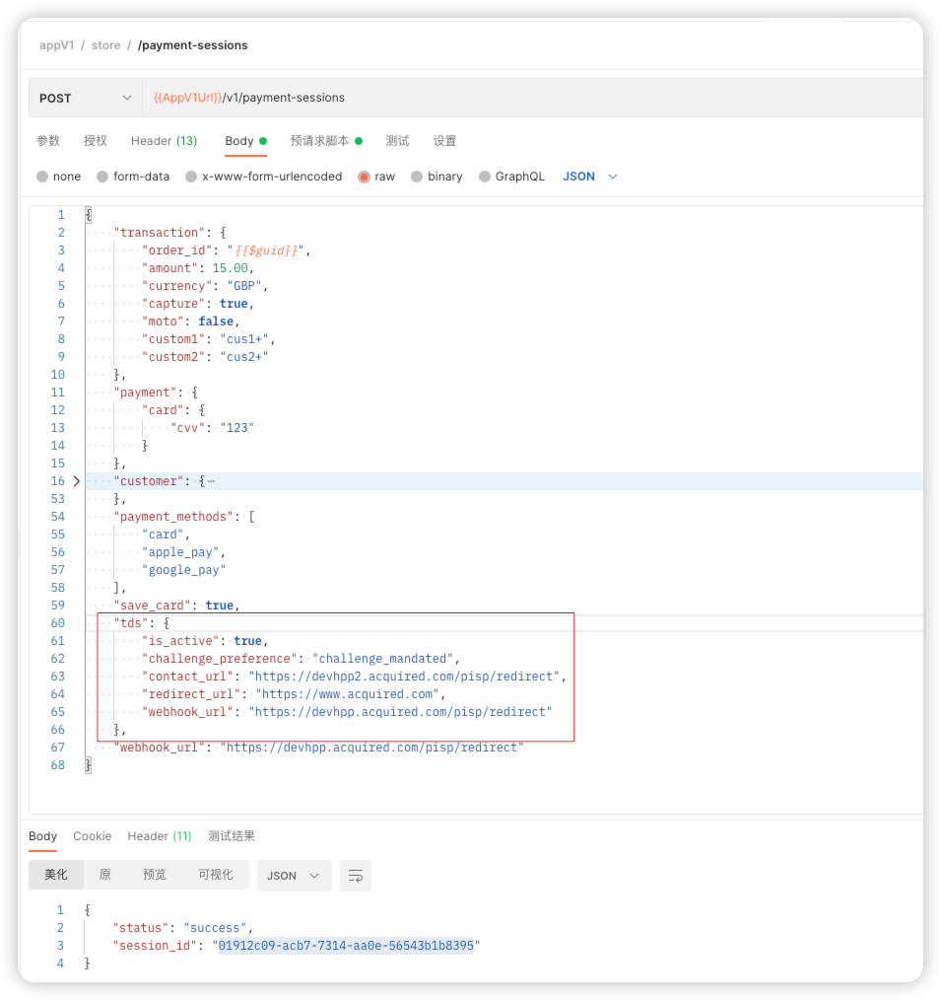 appV1 / store / /payment-sessions
POST {{AppV1Url}}/v1/payment-sessions
参数 授权 Header (13) Body 预请求脚本 测试 设置
none form-data x-www-form-urlencoded raw binary GraphQL JSON
1 {
2 "transaction": {
3 "order_id": "{{$guid}}",
4 "amount": 15.00,
5 "currency": "GBP",
6 "capture": true,
7 "moto": false,
8 "custom1": "cus1+",
9 "custom2": "cus2+"
10 },
11 "payment": {
12 "card": {
13 "cvv": "123"
14 }
15 },
16 "customer": {⋯
53 },
54 "payment_methods": [
55 "card",
56 "apple_pay",
57 "google_pay"
58 ],
59 "save_card": true,
60 "tds": {
61 "is_active": true,
62 "challenge_preference": "challenge_mandated",
63 "contact_url": "https://devhpp2.acquired.com/pisp/redirect",
64 "redirect_url": "https://www.acquired.com",
65 "webhook_url": "https://devhpp.acquired.com/pisp/redirect"
66 },
67 "webhook_url": "https://devhpp.acquired.com/pisp/redirect"
68 }
Body Cookie Header (11) 测试结果
美化 原 预览 可视化 JSON
1 {
2 "status": "success",
3 "session_id": "01912c09-acb7-7314-aa0e-56543b1b8395"
4 }